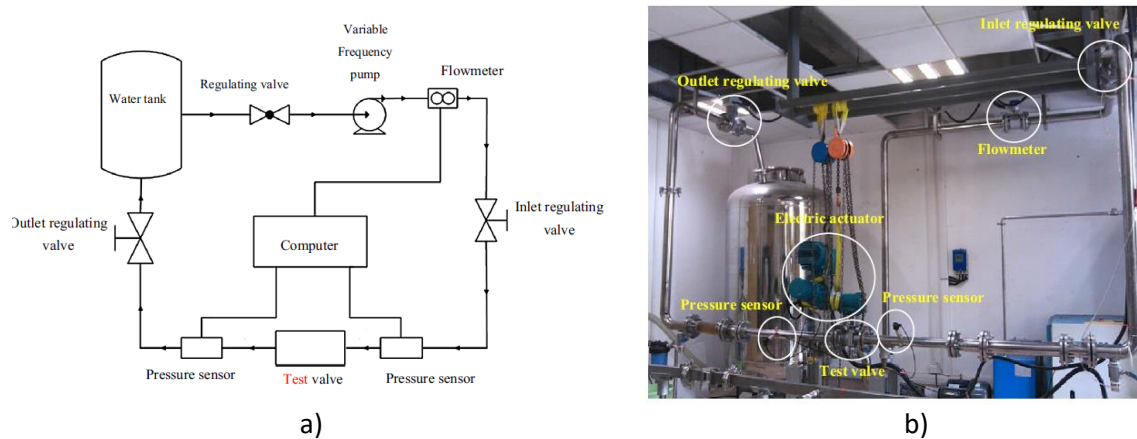 Variable
Frequency
pump
Flowmeter
Regulating valve
Water tank
Outlet regulating
valve
Inlet regulating
valve
Computer
Pressure sensor
Test valve
Pressure sensor
a)
Inlet regulating valve
Outlet regulating valve
Flowmeter
Electric actuator
Pressure sensor
Pressure sensor
Test valve
b)